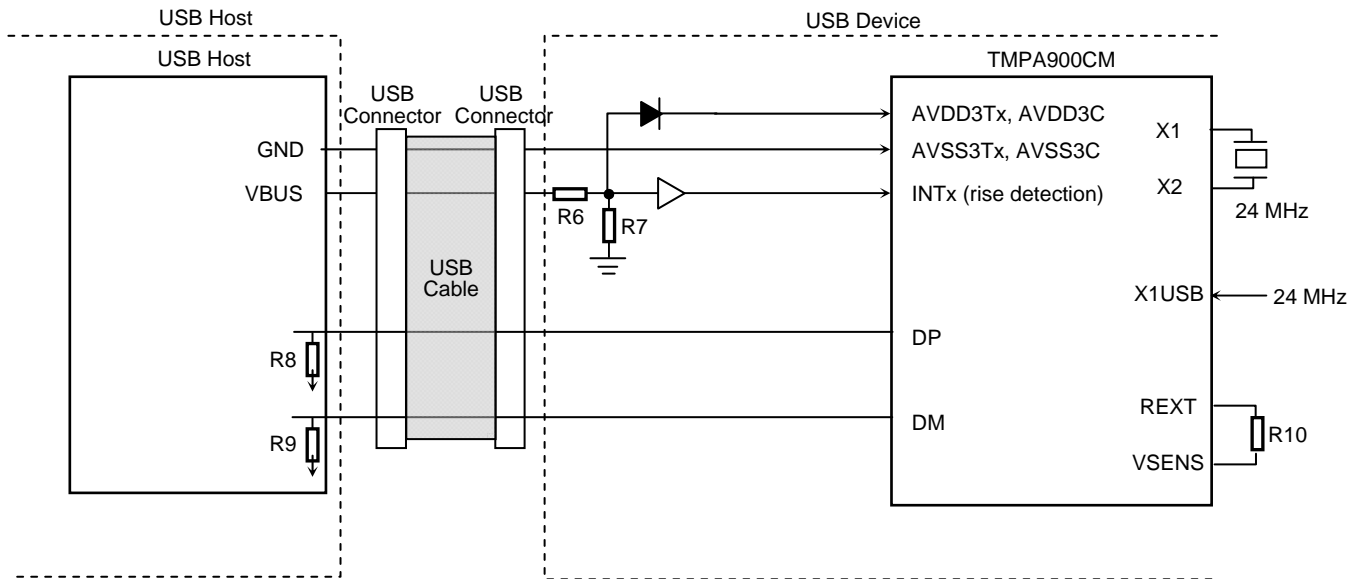 USB Host
USB Device
USB Host
TMPA900CM
USB
Connector
USB
Connector
AVDD3Tx, AVDD3C
X1
GND
AVSS3Tx, AVSS3C
VBUS
INTx (rise detection)
X2
R6
R7
24 MHz
USB
Cable
X1USB
24 MHz
DP
R8
REXT
DM
R9
R10
VSENS